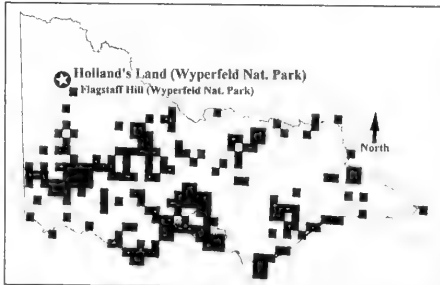 Holland's Land (Wyperfeld Nat. Park)
Flagstaff Hill (Wyperfeld Nat. Park)
North